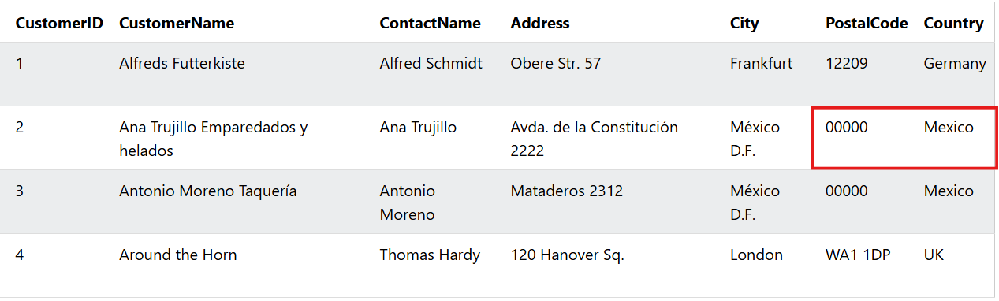 CustomerID CustomerName ContactName Address City PostalCode Country
1 Alfreds Futterkiste Alfred Schmidt Obere Str. 57 Frankfurt 12209 Germany
2 Ana Trujillo Emparedados y Ana Trujillo Avda. de la Constitución México 00000 Mexico
helados 2222 D.F.
3 Antonio Moreno Taquería Antonio Mataderos 2312 México 00000 Mexico
Moreno D.F.
4 Around the Horn Thomas Hardy 120 Hanover Sq. London WA1 1DP UK